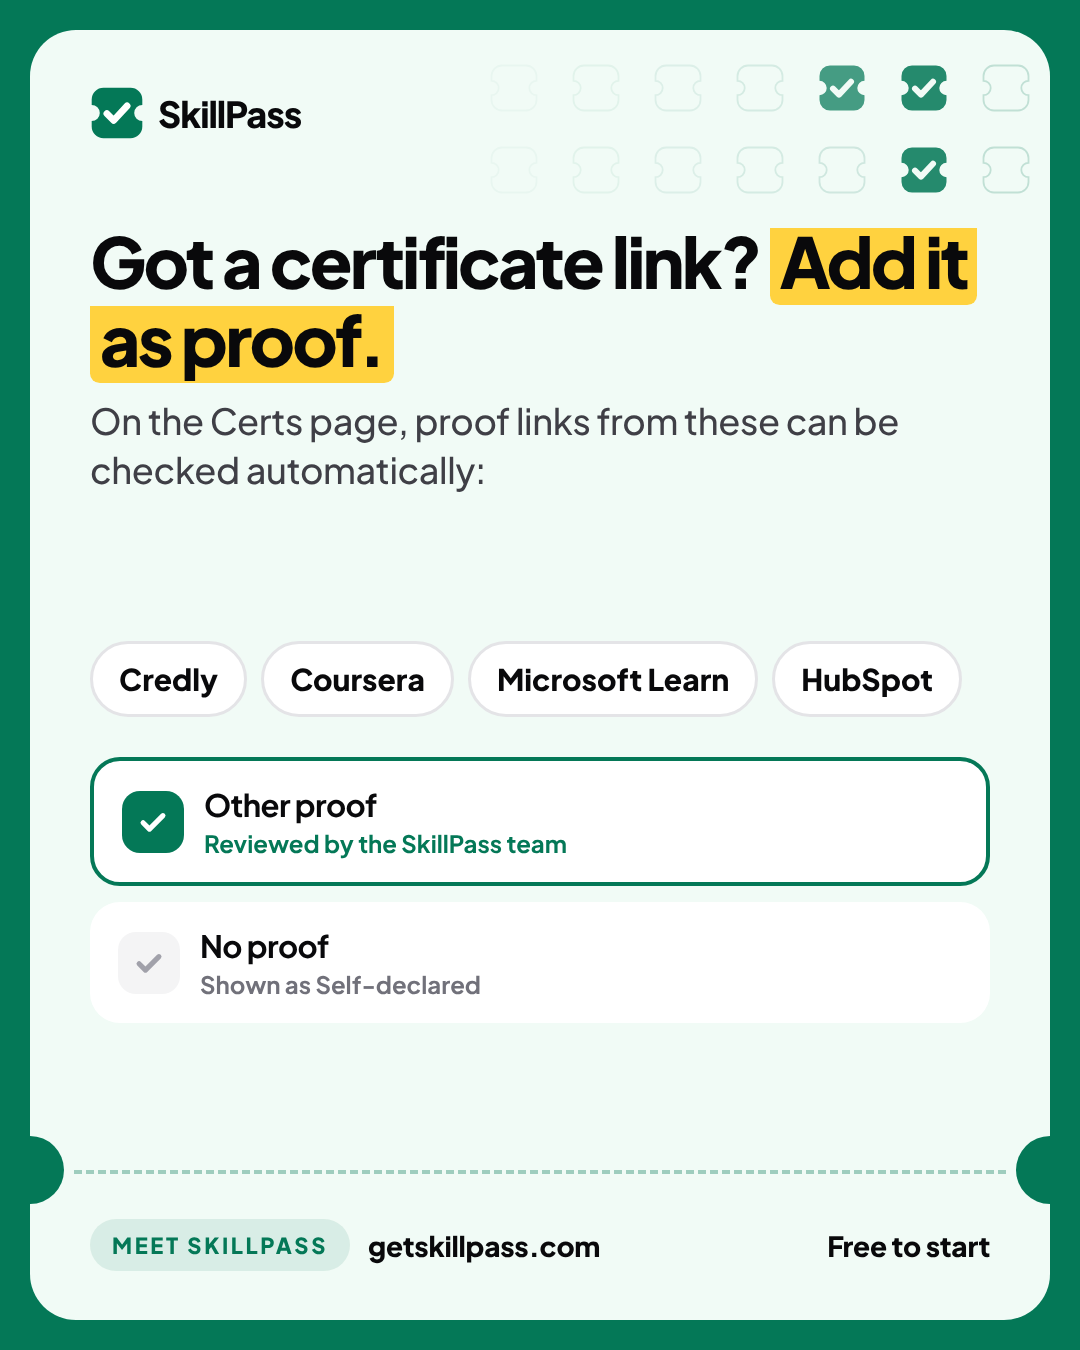 SkillPass
Got a certificate link? Add it
as proof.
On the Certs page, proof links from these can be
checked automatically:
Credly
Coursera
Microsoft Learn
HubSpot
Other proof
Reviewed by the SkillPass team
No proof
Shown as Self-declared
MEET SKILLPASS
getskillpass.com
Free to start